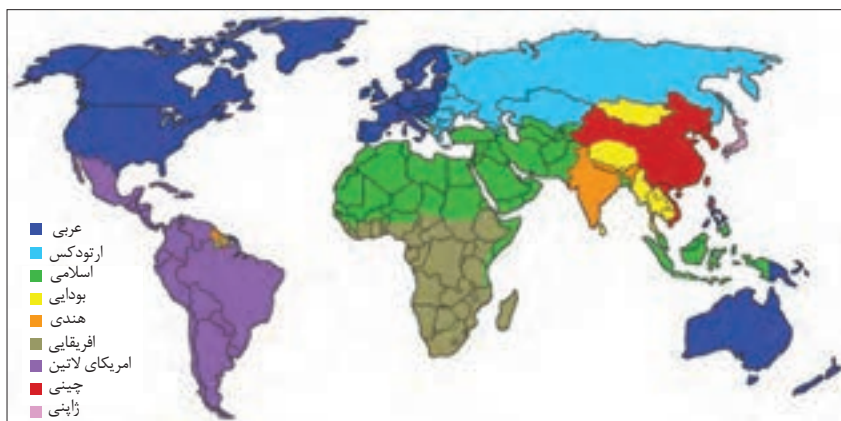 عربی
ارتودکس
اسلامی
بودایی
هندی
افریقایی
امریکای لاتین
چینی
ژاپنی